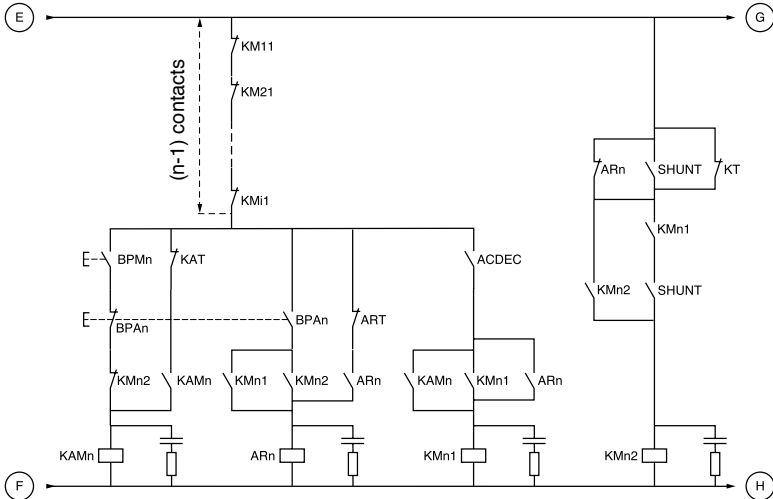 E
G
KM11
KM21
(n-1) contacts
ARn
SHUNT
KT
KMi1
KMn1
BPMn
KAT
ACDEC
KMn2
SHUNT
BPAn
BPAn
ART
KMn2
KAMn
KMn1
KMn2
ARn
KAMn
KMn1
ARn
KAMn
ARn
KMn1
KMn2
F
H